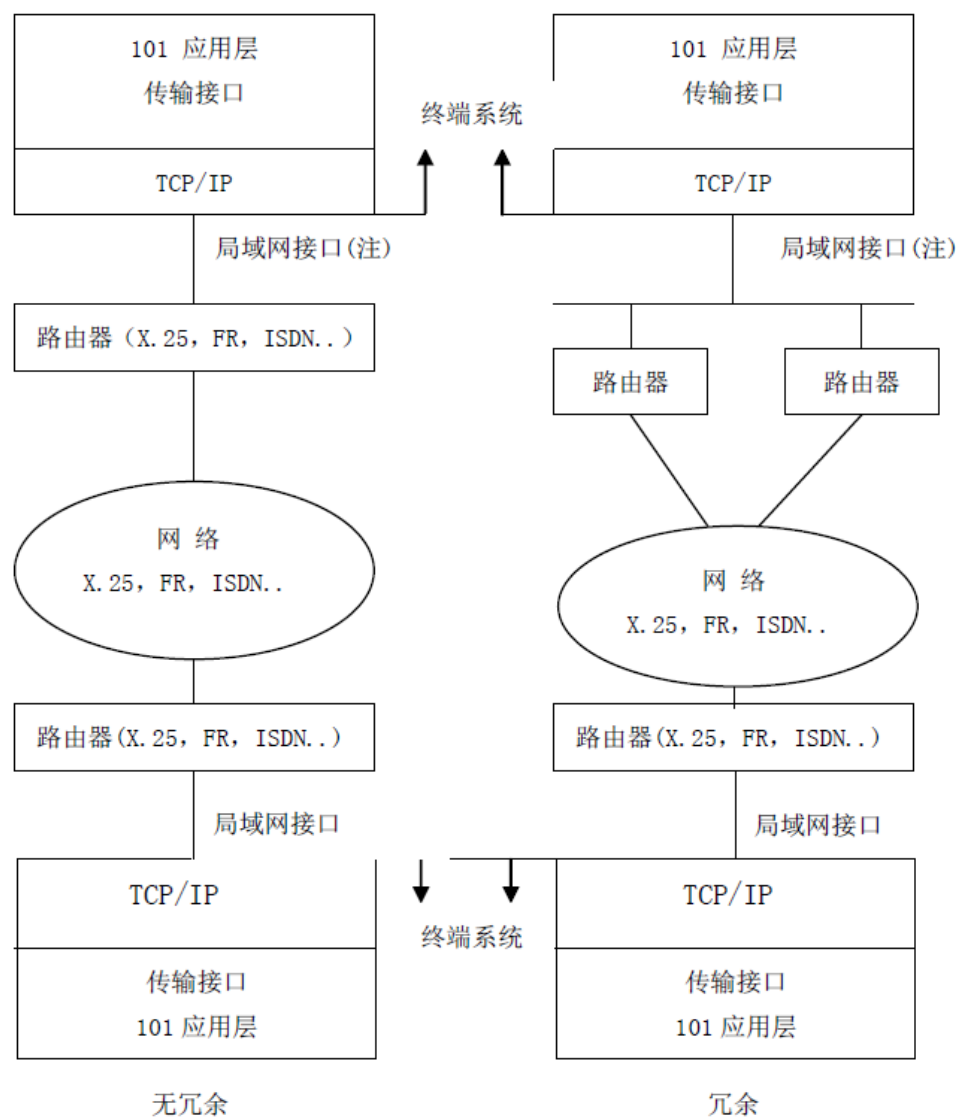 101 应用层
传输接口
TCP/IP
终端系统
101 应用层
传输接口
TCP/IP
局域网接口(注)
局域网接口(注)
路由器（X.25，FR，ISDN..）
路由器
路由器
网 络
X.25，FR，ISDN..
网 络
X.25，FR，ISDN..
路由器(X.25，FR，ISDN..)
路由器(X.25，FR，ISDN..)
局域网接口
局域网接口
TCP/IP
终端系统
TCP/IP
传输接口
101 应用层
传输接口
101 应用层
无冗余
冗余